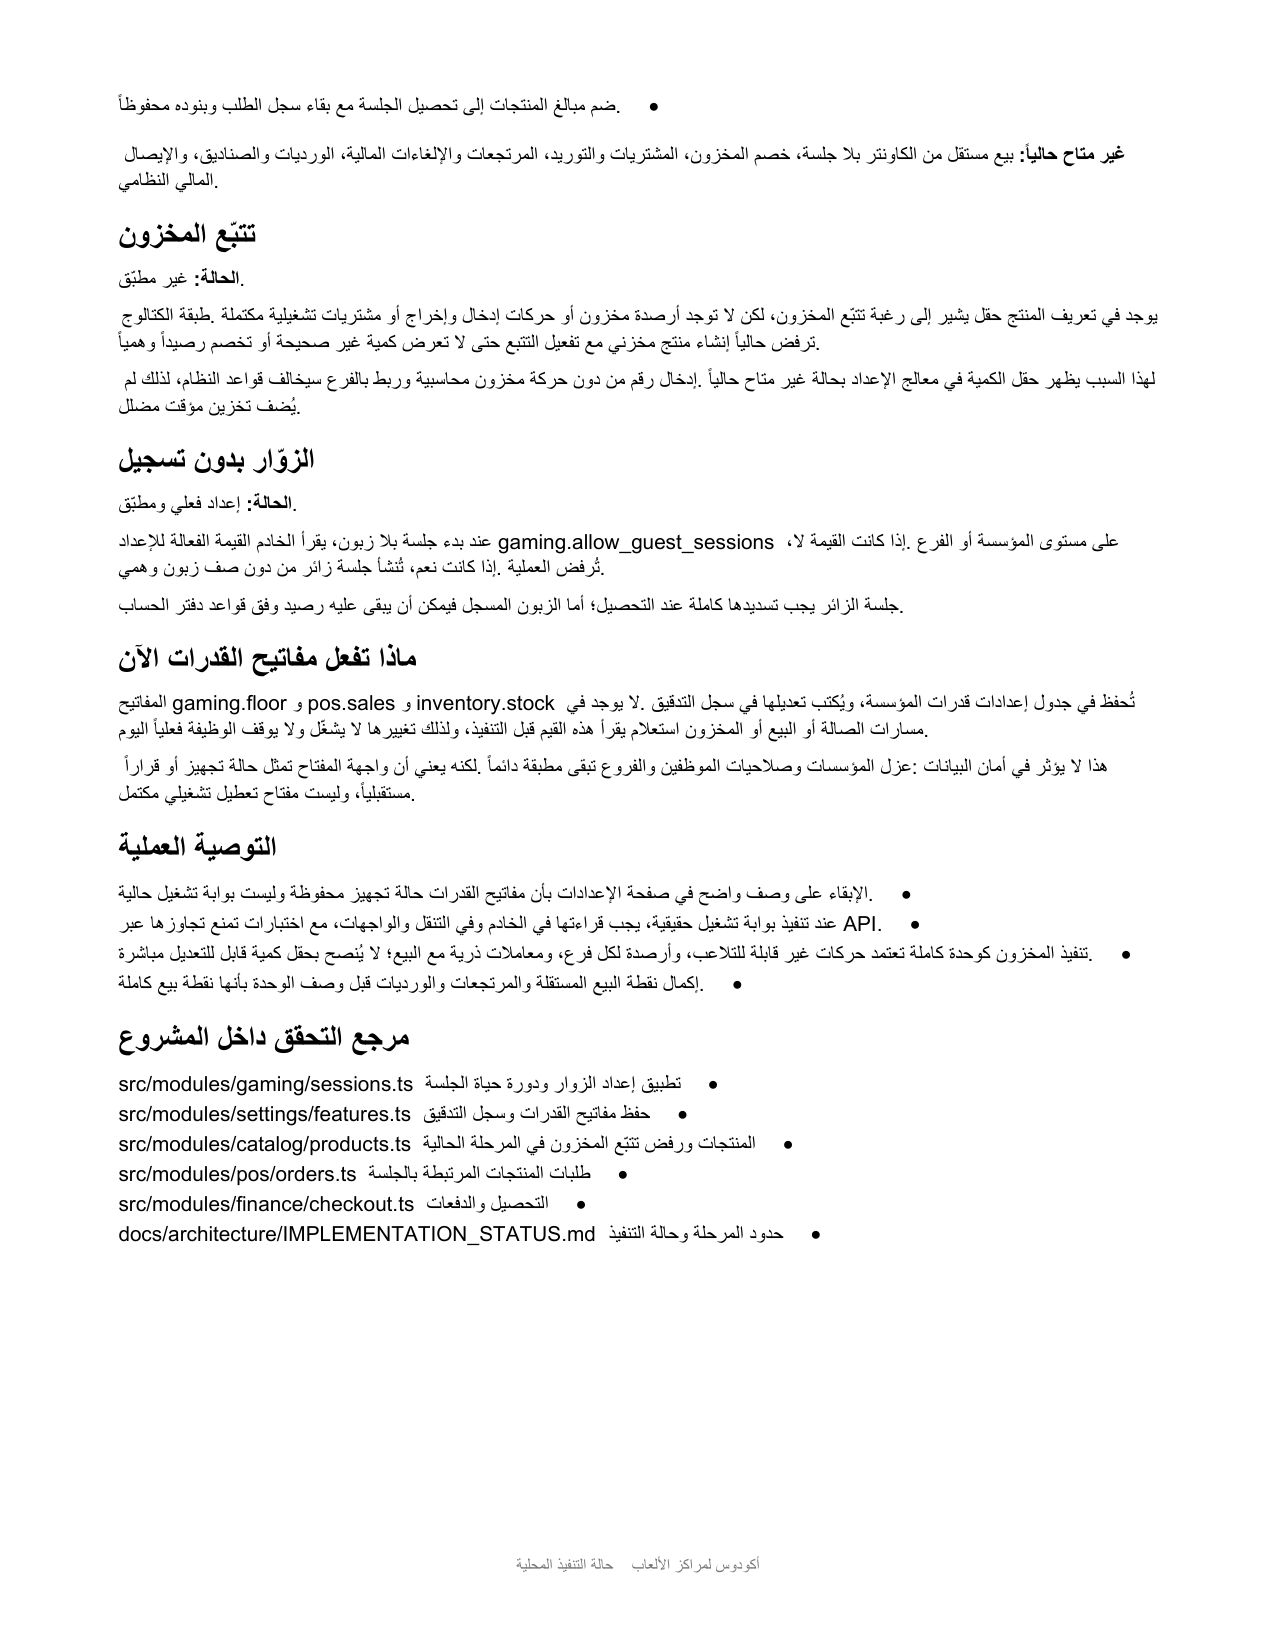 ● ضم مبالغ المنتجات إلى تحصيل الجلسة مع بقاء سجل الطلب وبنوده محفوظاً.
غير متاح حالياً: بيع مستقل من الكاونتر بلا جلسة، خصم المخزون، المشتريات والتوريد، المرتجعات والإلغاءات المالية، الورديات والصناديق، والإيصال
المالي النظامي.
تتبّع المخزون
الحالة: غير مطبّق.
يوجد في تعريف المنتج حقل يشير إلى رغبة تتبّع المخزون، لكن لا توجد أرصدة مخزون أو حركات إدخال وإخراج أو مشتريات تشغيلية مكتملة. طبقة الكتالوج
ترفض حالياً إنشاء منتج مخزني مع تفعيل التتبع حتى لا تعرض كمية غير صحيحة أو تخصم رصيداً وهمياً.
لهذا السبب يظهر حقل الكمية في معالج الإعداد بحالة غير متاح حالياً. إدخال رقم من دون حركة مخزون محاسبية وربط بالفرع سيخالف قواعد النظام، لذلك لم
يُضف تخزين مؤقت مضلل.
الزوّار بدون تسجيل
الحالة: إعداد فعلي ومطبّق.
عند بدء جلسة بلا زبون، يقرأ الخادم القيمة الفعالة للإعداد gaming.allow_guest_sessions على مستوى المؤسسة أو الفرع. إذا كانت القيمة لا،
تُرفض العملية. إذا كانت نعم، تُنشأ جلسة زائر من دون صف زبون وهمي.
جلسة الزائر يجب تسديدها كاملة عند التحصيل؛ أما الزبون المسجل فيمكن أن يبقى عليه رصيد وفق قواعد دفتر الحساب.
ماذا تفعل مفاتيح القدرات الآن
المفاتيح gaming.floor و pos.sales و inventory.stock تُحفظ في جدول إعدادات قدرات المؤسسة، ويُكتب تعديلها في سجل التدقيق. لا يوجد في
مسارات الصالة أو البيع أو المخزون استعلام يقرأ هذه القيم قبل التنفيذ، ولذلك تغييرها لا يشغّل ولا يوقف الوظيفة فعلياً اليوم.
هذا لا يؤثر في أمان البيانات: عزل المؤسسات وصلاحيات الموظفين والفروع تبقى مطبقة دائماً. لكنه يعني أن واجهة المفتاح تمثل حالة تجهيز أو قراراً
مستقبلياً، وليست مفتاح تعطيل تشغيلي مكتمل.
التوصية العملية
● الإبقاء على وصف واضح في صفحة الإعدادات بأن مفاتيح القدرات حالة تجهيز محفوظة وليست بوابة تشغيل حالية.
● عند تنفيذ بوابة تشغيل حقيقية، يجب قراءتها في الخادم وفي التنقل والواجهات، مع اختبارات تمنع تجاوزها عبر API.
● تنفيذ المخزون كوحدة كاملة تعتمد حركات غير قابلة للتلاعب، وأرصدة لكل فرع، ومعاملات ذرية مع البيع؛ لا يُنصح بحقل كمية قابل للتعديل مباشرة.
● إكمال نقطة البيع المستقلة والمرتجعات والورديات قبل وصف الوحدة بأنها نقطة بيع كاملة.
مرجع التحقق داخل المشروع
● src/modules/gaming/sessions.ts تطبيق إعداد الزوار ودورة حياة الجلسة
● src/modules/settings/features.ts حفظ مفاتيح القدرات وسجل التدقيق
● src/modules/catalog/products.ts المنتجات ورفض تتبّع المخزون في المرحلة الحالية
● src/modules/pos/orders.ts طلبات المنتجات المرتبطة بالجلسة
● src/modules/finance/checkout.ts التحصيل والدفعات
● docs/architecture/IMPLEMENTATION_STATUS.md حدود المرحلة وحالة التنفيذ
أكودوس لمراكز الألعاب   حالة التنفيذ المحلية